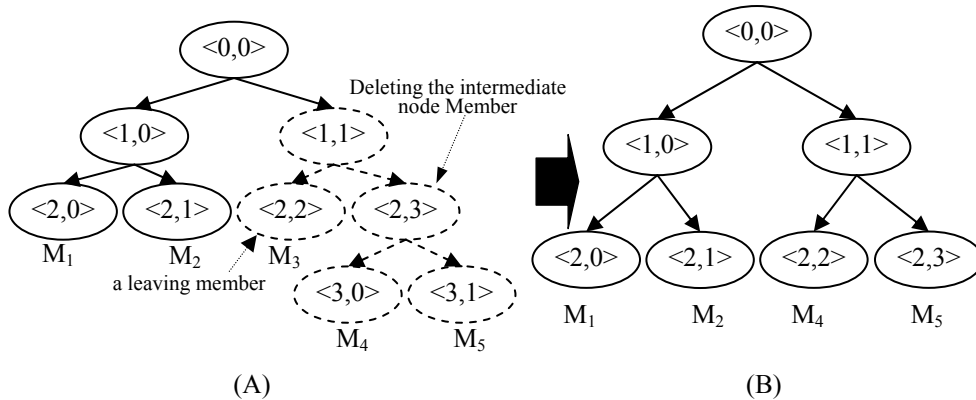 <0,0>
Deleting the intermediate
node Member
<1,0>
<1,1>
<2,0>
<2,1>
<2,2>
<2,3>
M1
M2
M3
a leaving member
<3,0>
<3,1>
M4
M5
(A)
<0,0>
<1,0>
<1,1>
<2,0>
<2,1>
<2,2>
<2,3>
M1
M2
M4
M5
(B)